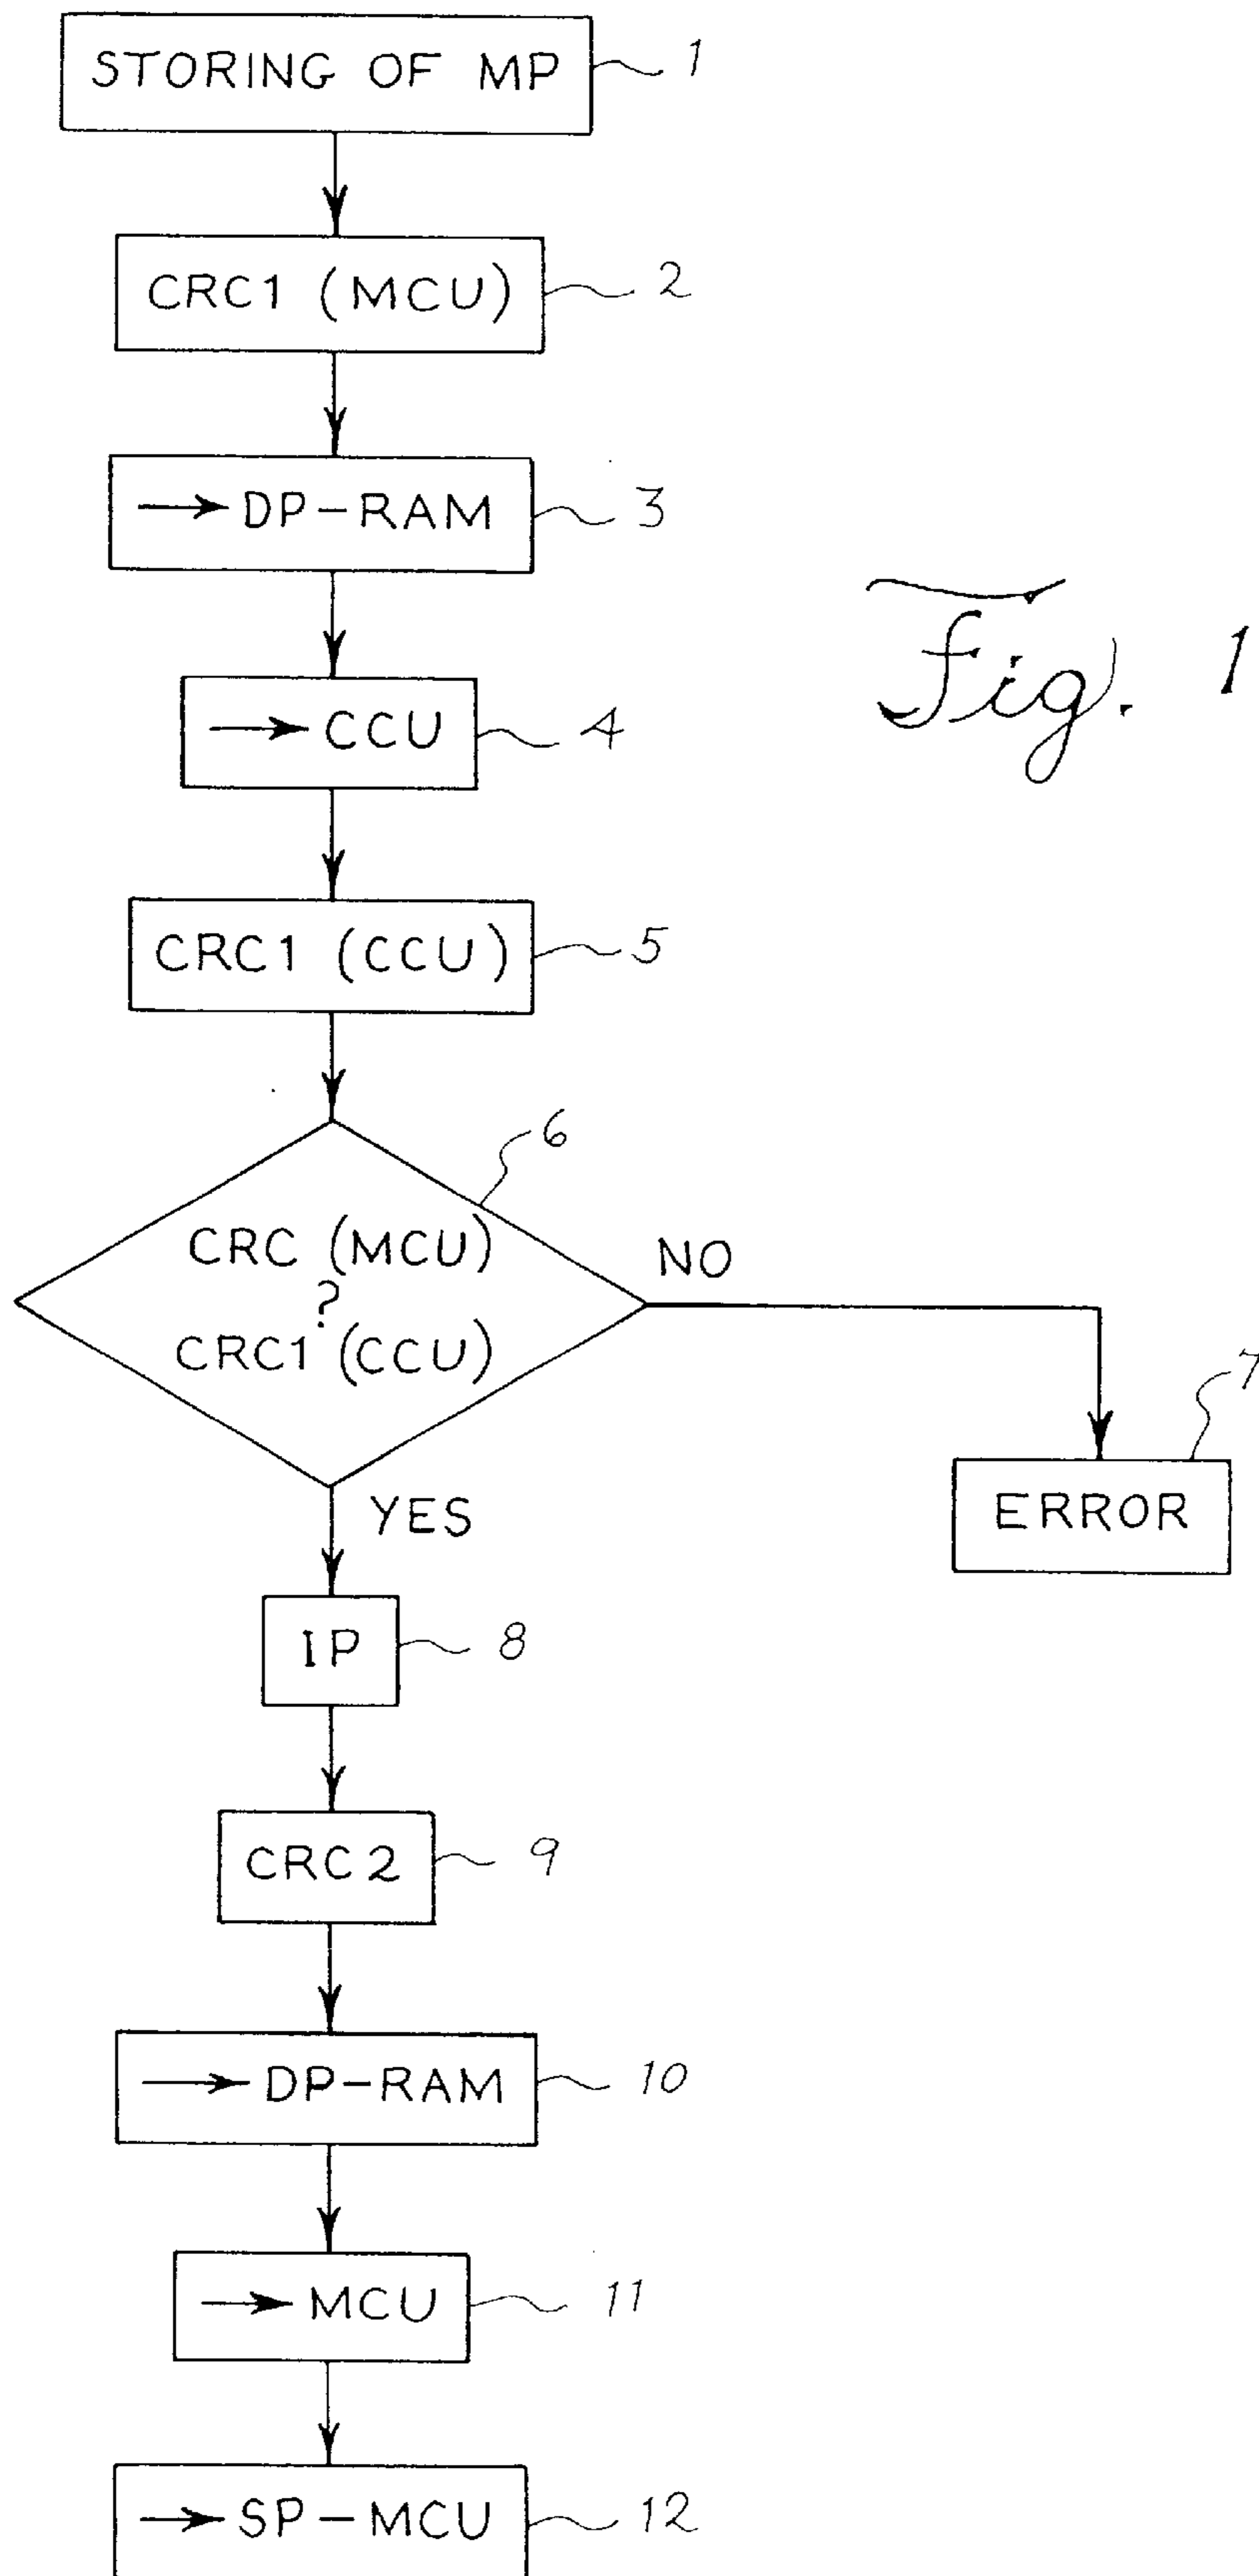 STORING OF MP
1
CRC1 (MCU)
2
→ DP-RAM
3
Fig. 1
→ CCU
4
CRC1 (CCU)
5
6
CRC (MCU)
?
CRC1 (CCU)
NO
7
ERROR
YES
IP
8
CRC2
9
→ DP-RAM
10
→ MCU
11
→ SP-MCU
12